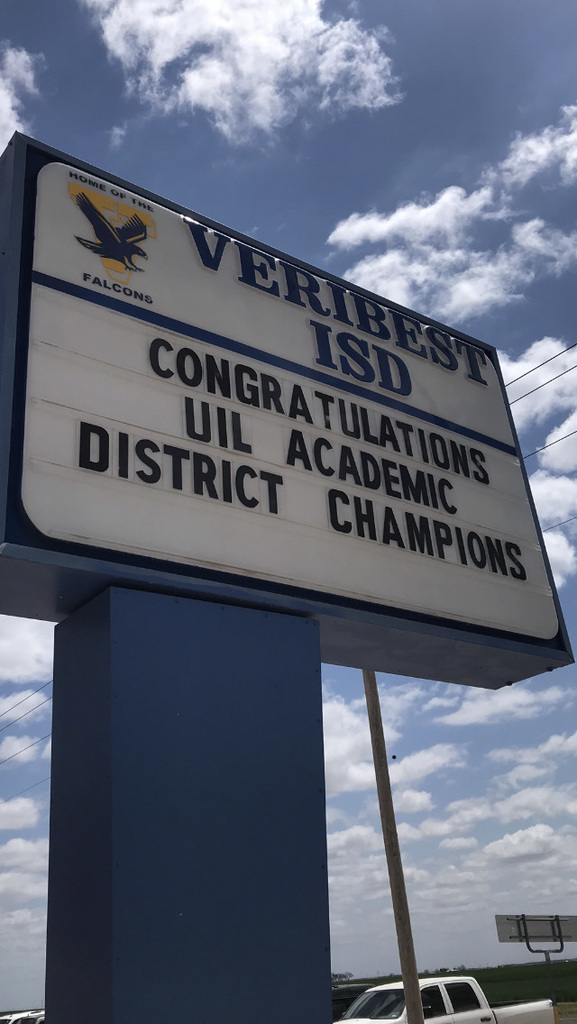 HOME OF THE
FALCONS
VERIBEST
ISD
CONGRATULATIONS
UIL ACADEMIC
DISTRICT CHAMPIONS